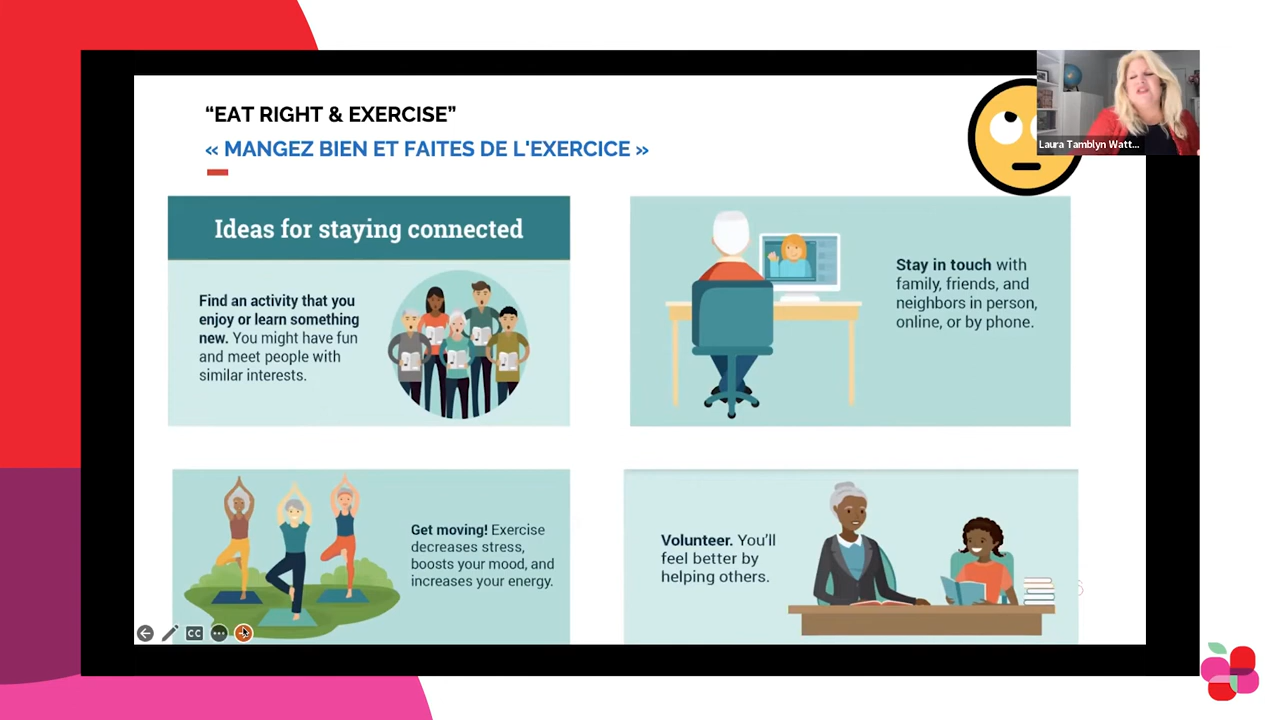 “EAT RIGHT & EXERCISE”
« MANGEZ BIEN ET FAITES DE L'EXERCICE »
Laura Tamblyn Watt...
Ideas for staying connected
Find an activity that you
enjoy or learn something
new. You might have fun
and meet people with
similar interests.
Stay in touch with
family, friends, and
neighbors in person,
online, or by phone.
Get moving! Exercise
decreases stress,
boosts your mood, and
increases your energy.
Volunteer. You’ll
feel better by
helping others.
CC